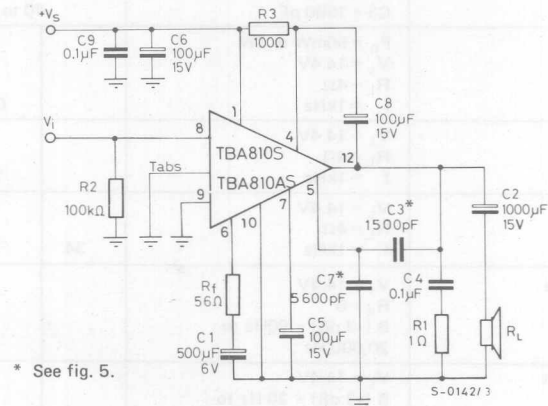 +Vs
C9
0.1µF
C6
100µF
15V
R3
100Ω
1
4
C8
100µF
15V
Vi
8
TBA810S
TBA810AS
12
Tabs
9
5
7
6
10
R2
100kΩ
C3*
1500pF
C2
1000µF
15V
Rf
56Ω
C7*
5600pF
C4
0.1µF
C1
500µF
6V
C5
100µF
15V
R1
1Ω
RL
* See fig. 5.
S-0142/3